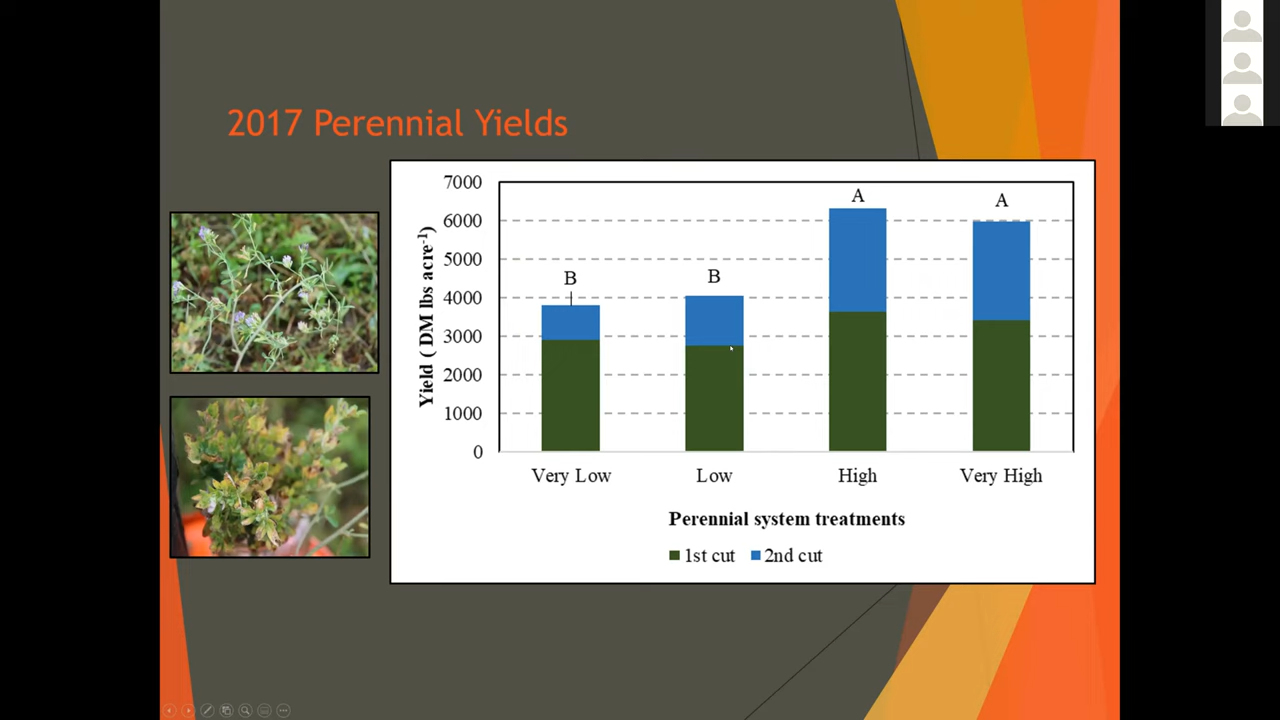 2017 Perennial Yields
Yield ( DM lbs acre⁻¹)
7000
6000
5000
4000
3000
2000
1000
0
B
B
A
A
Very Low
Low
High
Very High
Perennial system treatments
1st cut
2nd cut